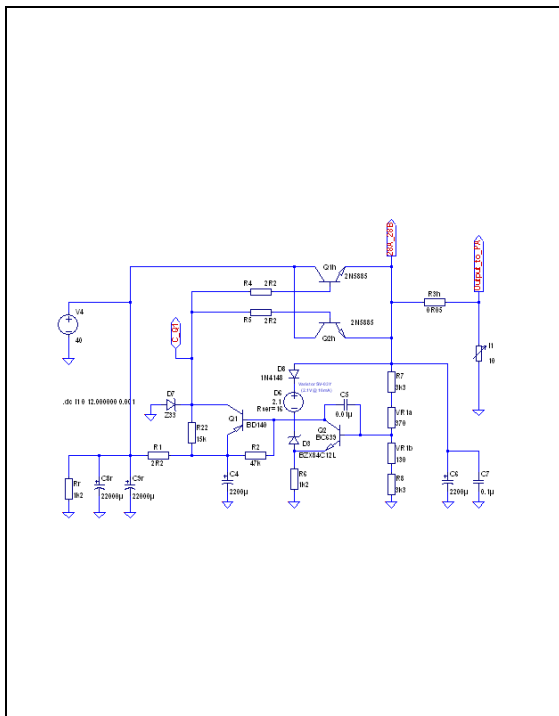 28A_28B
Output_to_PA
Q1h
2N5885
R4 2R2
R3h
0R05
V4
40
C_Q1
R5 2R2
2N5885
Q2h
I1
10
D8
1N4148
D7
Z33
D6
2.1
Rser=16
C5
0.01µ
R7
3k3
.dc I1 0 12.000000 0.001
Q1
BD140
Q2
BC639
VR1a
370
R22
15k
D3
BZX84C12L
VR1b
130
R1
2R2
R2
47k
Rr
1k2
C8r
22000µ
C9r
22000µ
C4
2200µ
R6
1k2
R8
3k3
C6
2200µ
C7
0.1µ